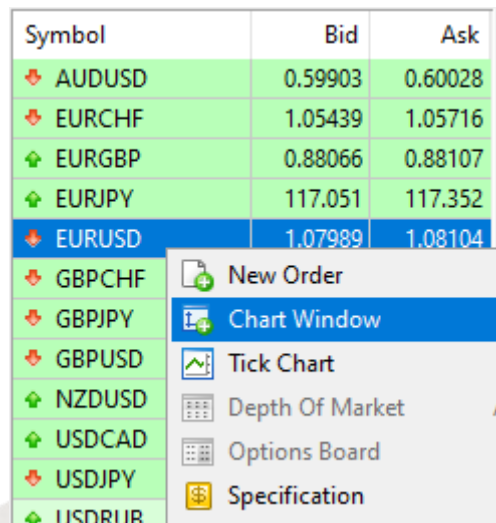 Symbol Bid Ask
AUDUSD 0.59903 0.60028
EURCHF 1.05439 1.05716
EURGBP 0.88066 0.88107
EURJPY 117.051 117.352
EURUSD 1.07989 1.08104
GBPCHF New Order
GBPJPY Chart Window
GBPUSD Tick Chart
NZDUSD Depth Of Market
USDCAD Options Board
USDJPY Specification
USDRUB